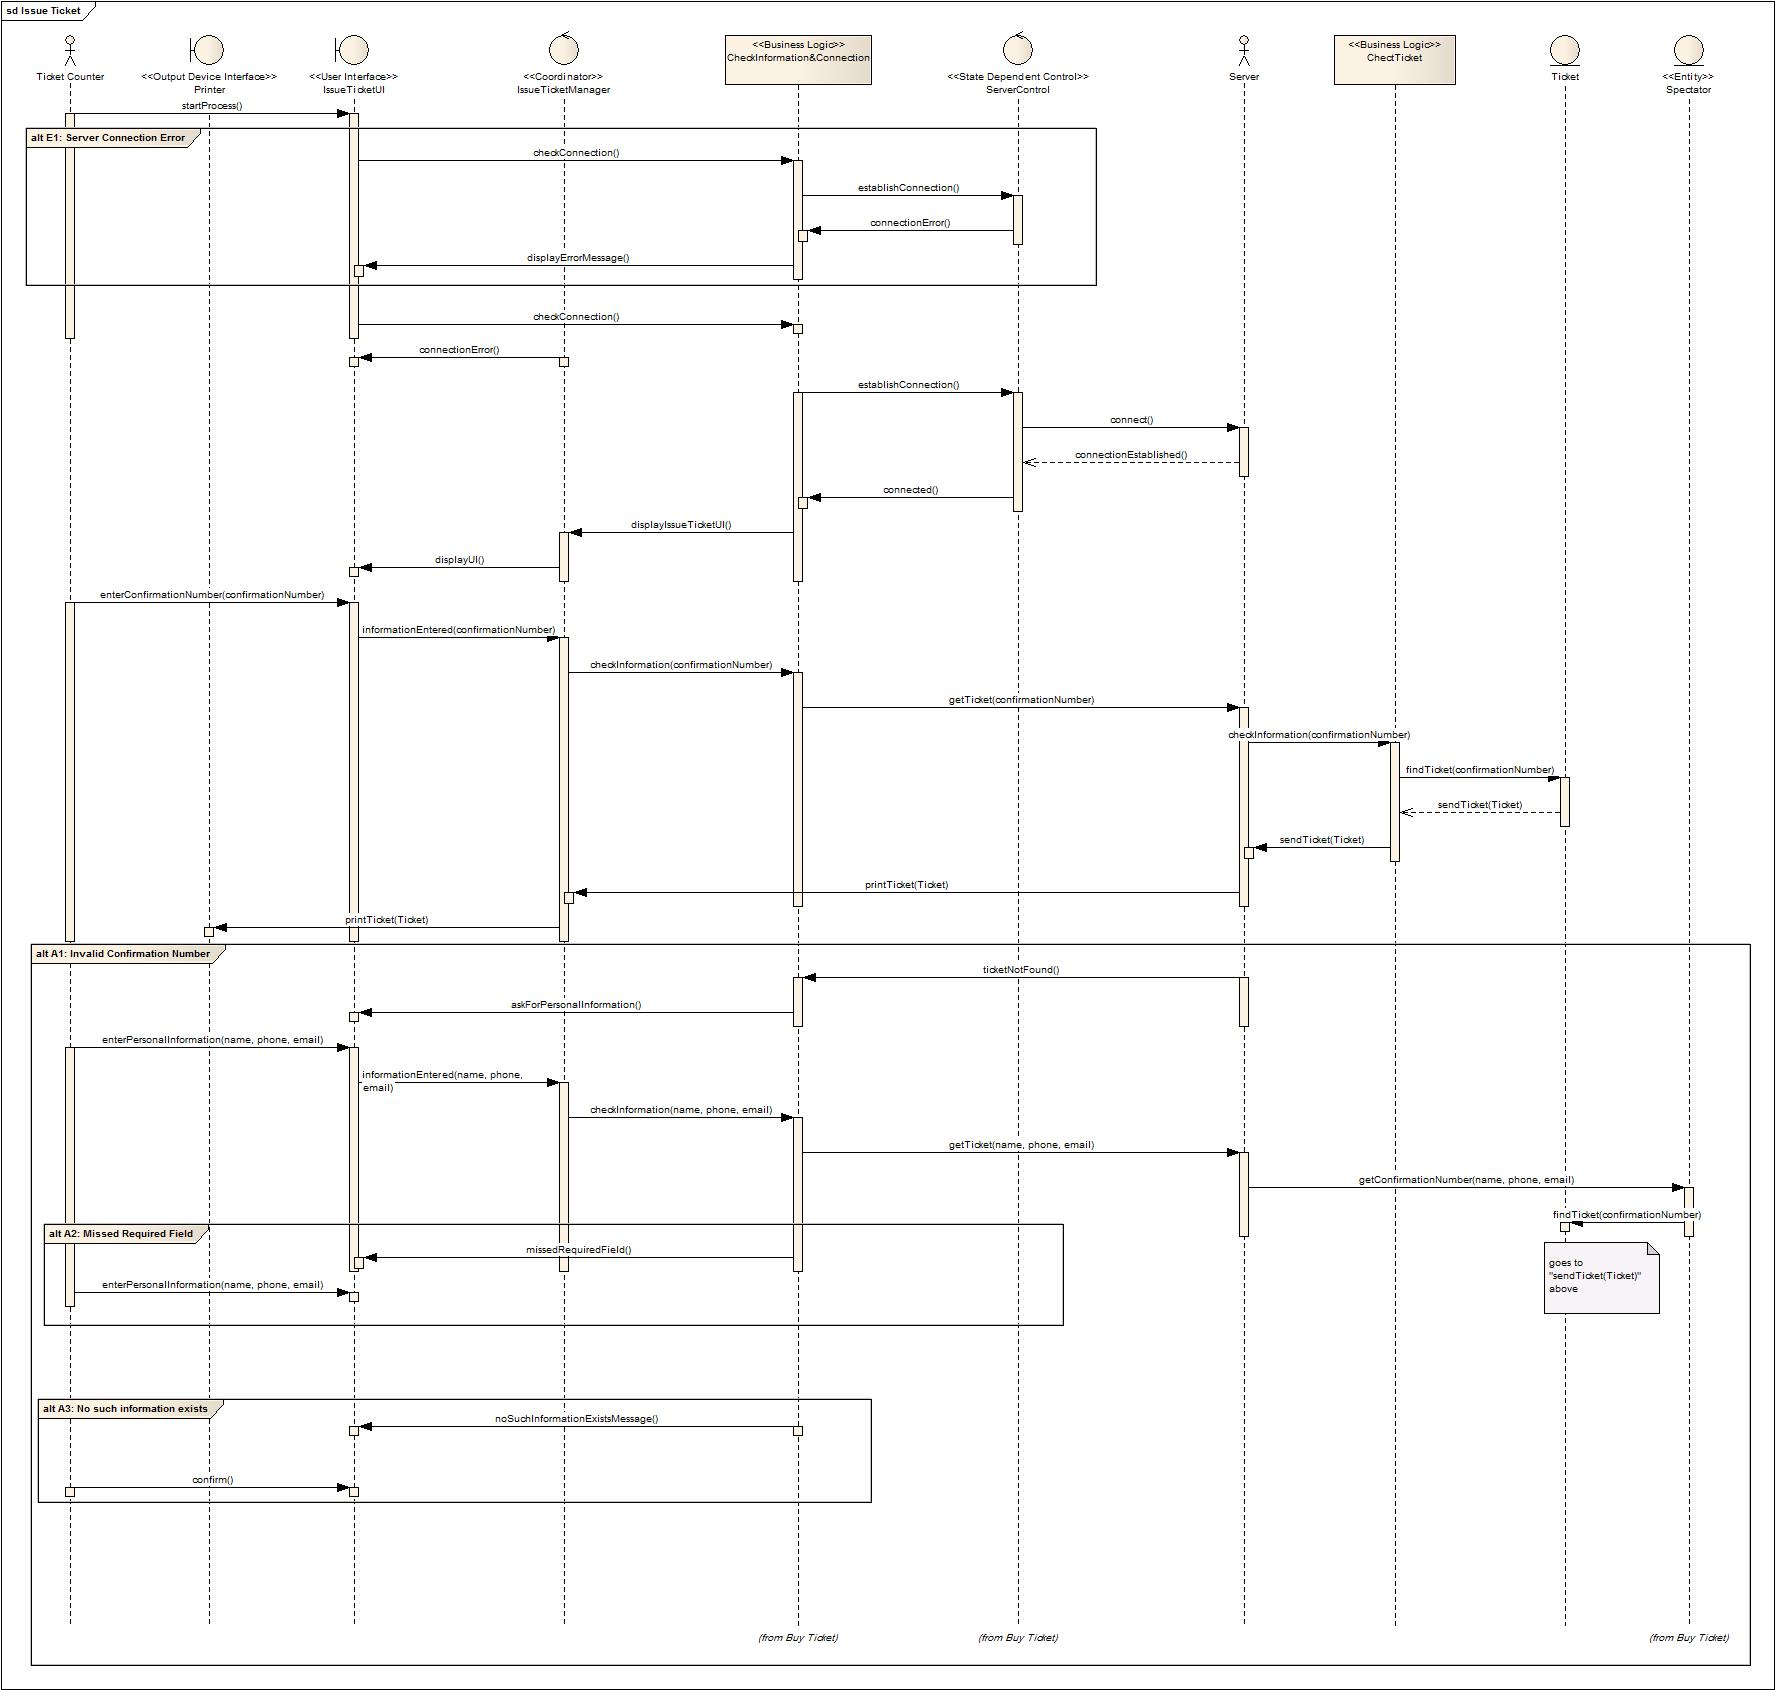 sd Issue Ticket
Ticket Counter
<<Output Device Interface>>
Printer
<<User Interface>>
IssueTicketUI
<<Coordinator>>
IssueTicketManager
<<Business Logic>>
CheckInformation&Connection
<<State Dependent Control>>
ServerControl
Server
<<Business Logic>>
ChectTicket
Ticket
<<Entity>>
Spectator
startProcess()
alt E1: Server Connection Error
checkConnection()
establishConnection()
connectionError()
displayErrorMessage()
checkConnection()
connectionError()
establishConnection()
connect()
connectionEstablished()
connected()
displayIssueTicketUI()
displayUI()
enterConfirmationNumber(confirmationNumber)
informationEntered(confirmationNumber)
checkInformation(confirmationNumber)
getTicket(confirmationNumber)
checkInformation(confirmationNumber)
findTicket(confirmationNumber)
sendTicket(Ticket)
sendTicket(Ticket)
printTicket(Ticket)
printTicket(Ticket)
alt A1: Invalid Confirmation Number
ticketNotFound()
askForPersonalInformation()
enterPersonalInformation(name, phone, email)
informationEntered(name, phone,
email)
checkInformation(name, phone, email)
getTicket(name, phone, email)
getConfirmationNumber(name, phone, email)
findTicket(confirmationNumber)
alt A2: Missed Required Field
missedRequiredField()
goes to
"sendTicket(Ticket)"
above
enterPersonalInformation(name, phone, email)
alt A3: No such information exists
noSuchInformationExistsMessage()
confirm()
(from Buy Ticket)
(from Buy Ticket)
(from Buy Ticket)